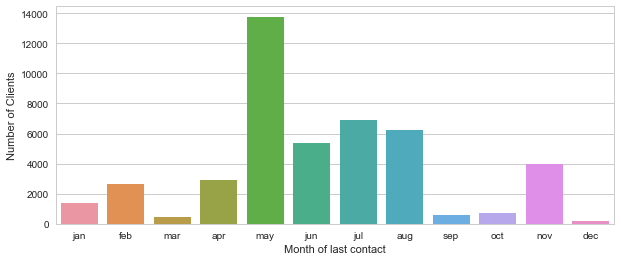 14000
12000
10000
8000
6000
4000
2000
0
Number of Clients
jan feb mar apr may jun jul aug sep oct nov dec
Month of last contact